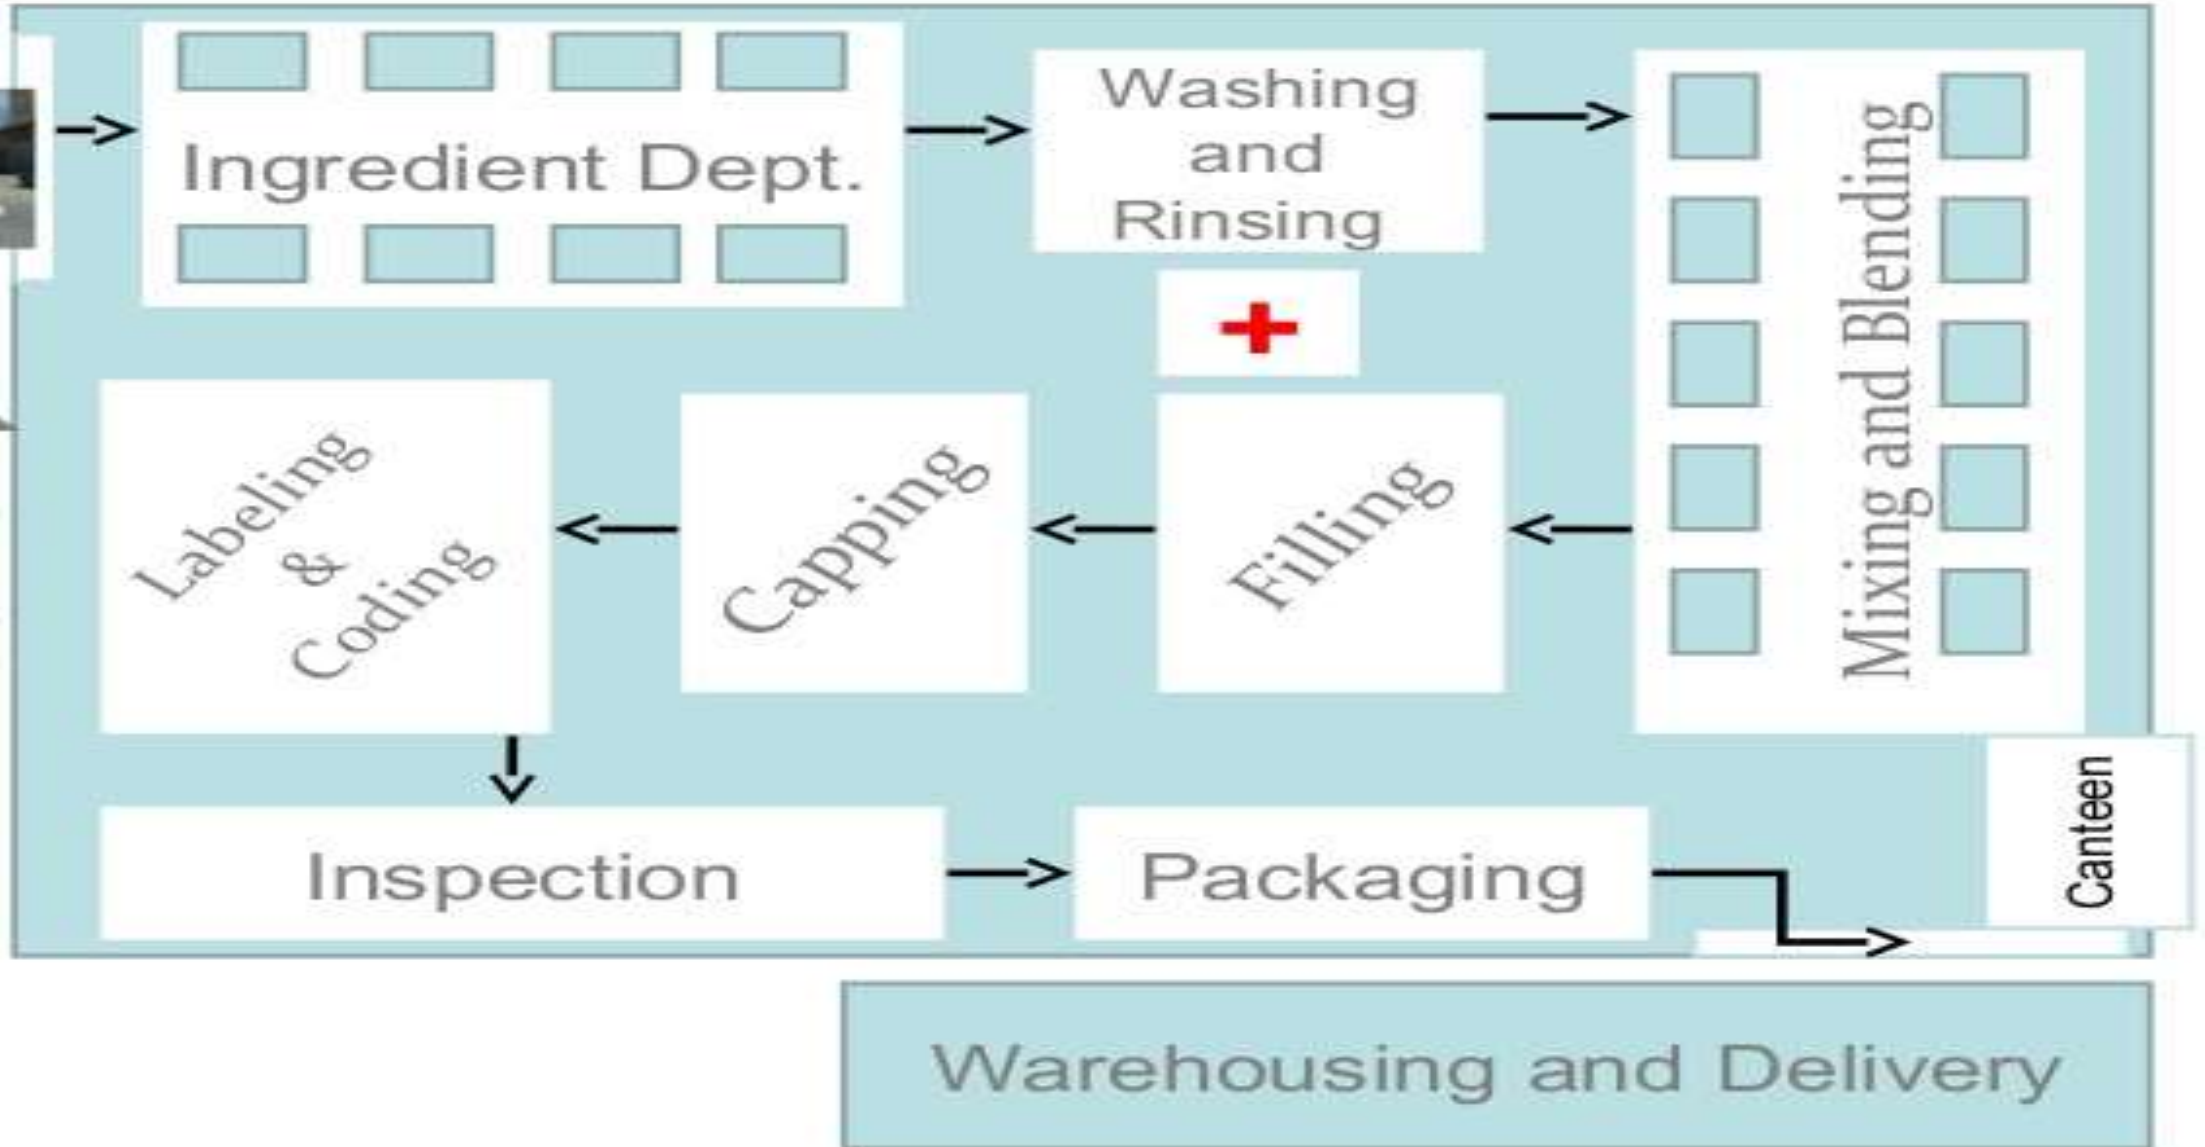 Ingredient Dept.
Washing
and
Rinsing
Mixing and Blending
Filling
Capping
Labeling
&
Coding
Inspection
Packaging
Canteen
Warehousing and Delivery